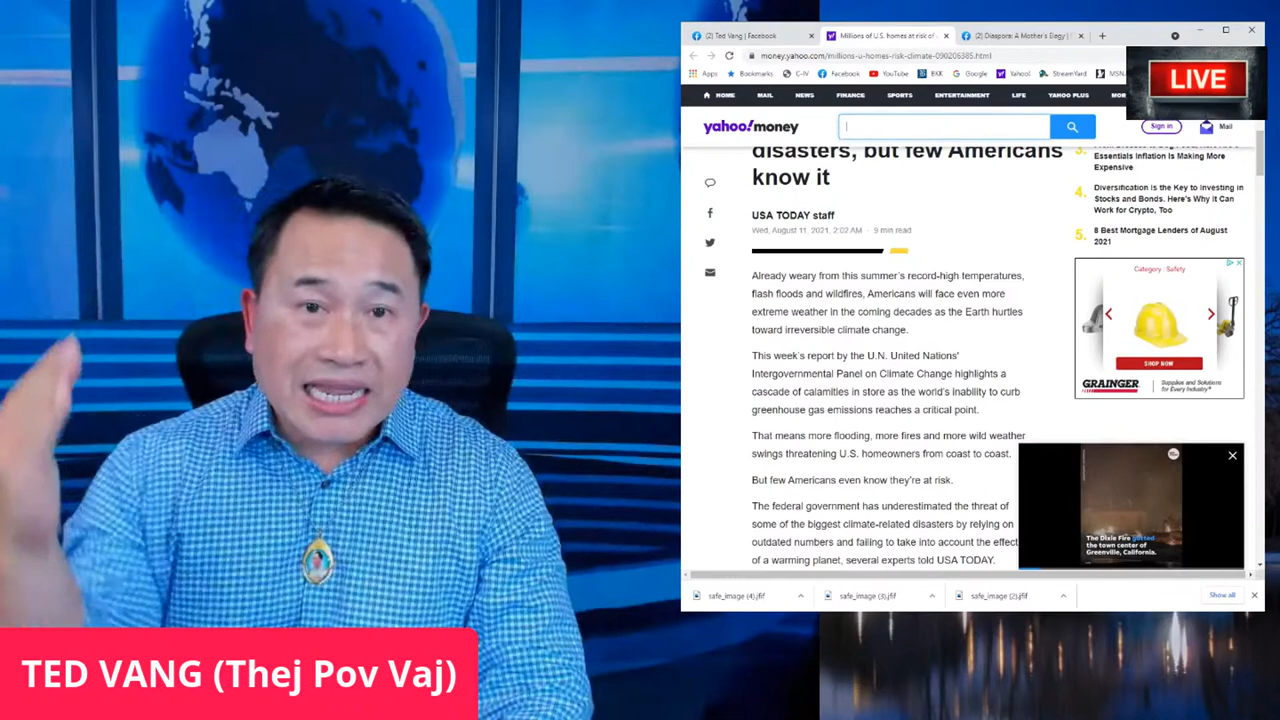 (2) Ted Vang | Facebook
Millions of U.S. homes at risk of
(2) Diaspora: A Mother's Elegy |
money.yahoo.com/millions-u-homes-risk-climate-090206385.html
Apps
Bookmarks
C-IV
Facebook
YouTube
BKK
Google
Yahoo!
StreamYard
MSN
LIVE
HOME
MAIL
NEWS
FINANCE
SPORTS
ENTERTAINMENT
LIFE
YAHOO PLUS
yahoo!money
Sign in
Mail
disasters, but few Americans
know it
USA TODAY staff
Wed, August 11, 2021, 2:02 AM · 9 min read
Already weary from this summer's record-high temperatures,
flash floods and wildfires, Americans will face even more
extreme weather in the coming decades as the Earth hurtles
toward irreversible climate change.
This week's report by the U.N. United Nations'
Intergovernmental Panel on Climate Change highlights a
cascade of calamities in store as the world's inability to curb
greenhouse gas emissions reaches a critical point.
That means more flooding, more fires and more wild weather
swings threatening U.S. homeowners from coast to coast.
But few Americans even know they're at risk.
The federal government has underestimated the threat of
some of the biggest climate-related disasters by relying on
outdated numbers and failing to take into account the effect
of a warming planet, several experts told USA TODAY.
3.
Essentials Inflation Is Making More
Expensive
4. Diversification Is the Key to Investing in
Stocks and Bonds. Here's Why it Can
Work for Crypto, Too
5. 8 Best Mortgage Lenders of August
2021
Category : Safety
SHOP NOW
GRAINGER
Supplies and Solutions
for Every Industry
The Dixie Fire gutted
the town center of
Greenville, California.
safe_image (4).jfif
safe_image (3).jfif
safe_image (2).jfif
Show all
TED VANG (Thej Pov Vaj)